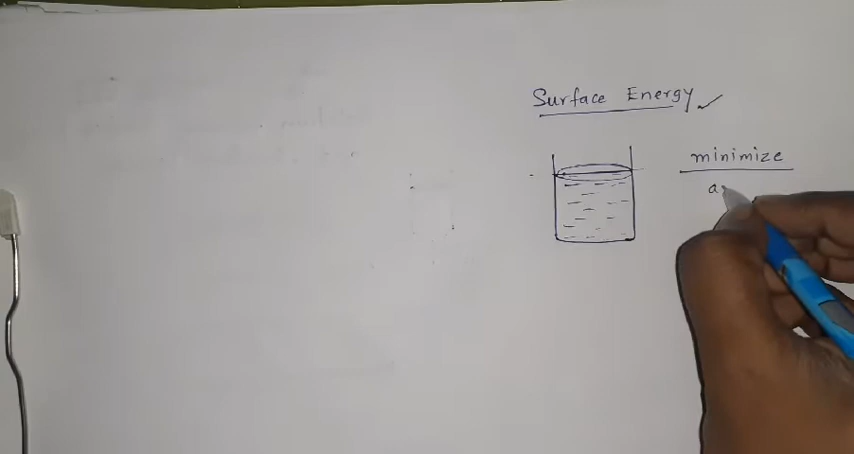 Surface Energy ✓
minimize
a